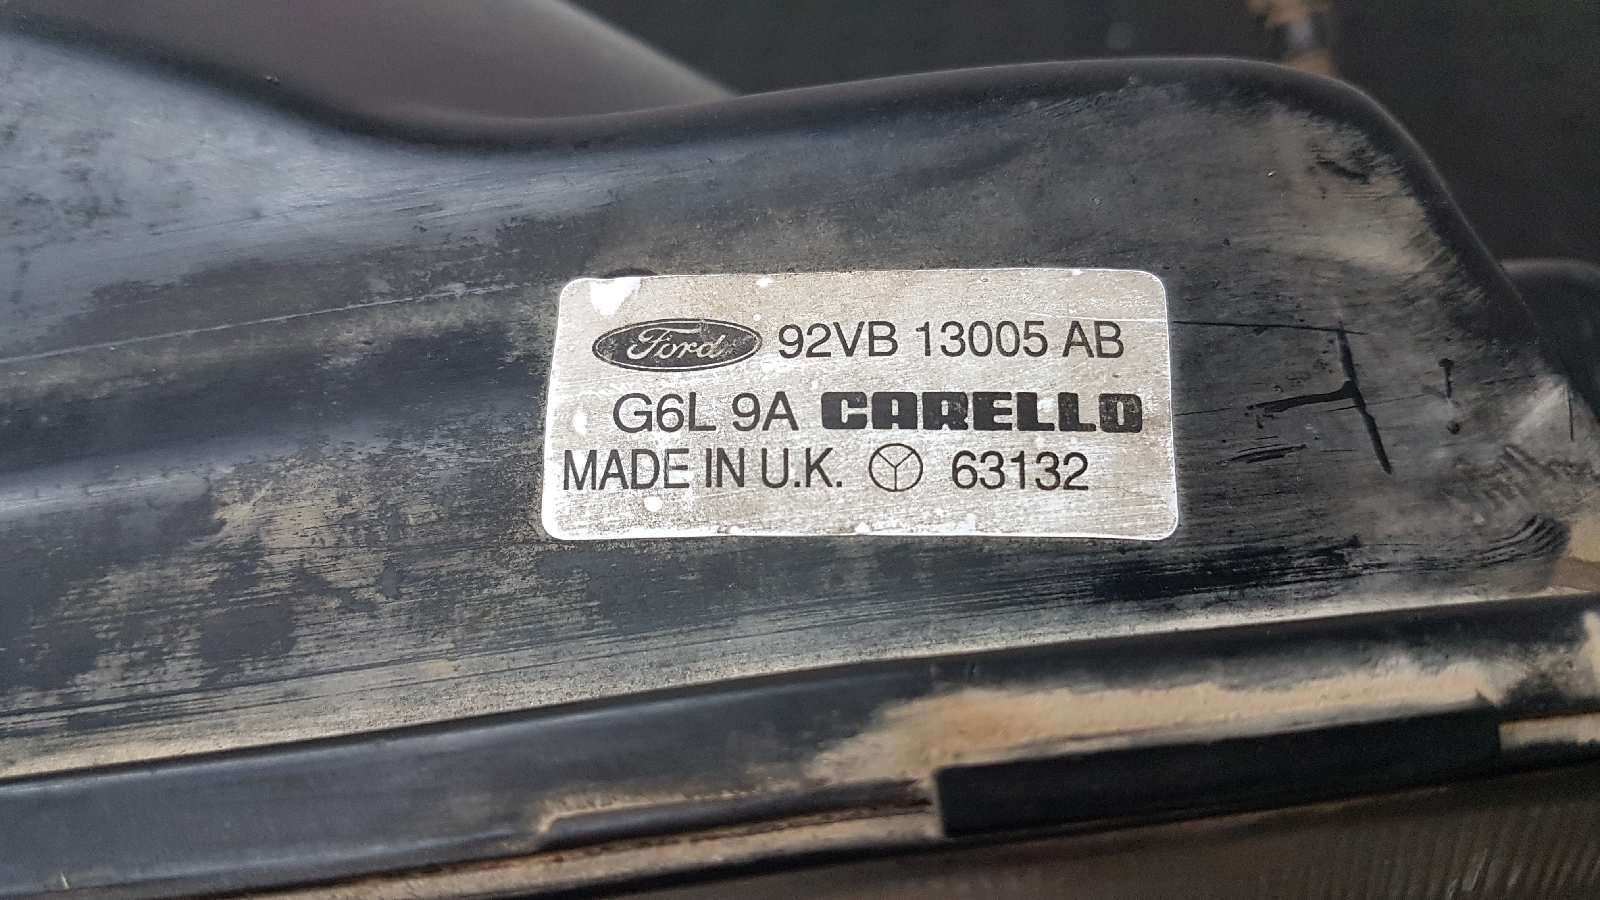 Ford 92VB 13005 AB
G6L 9A CARELLO
MADE IN U.K. 63132